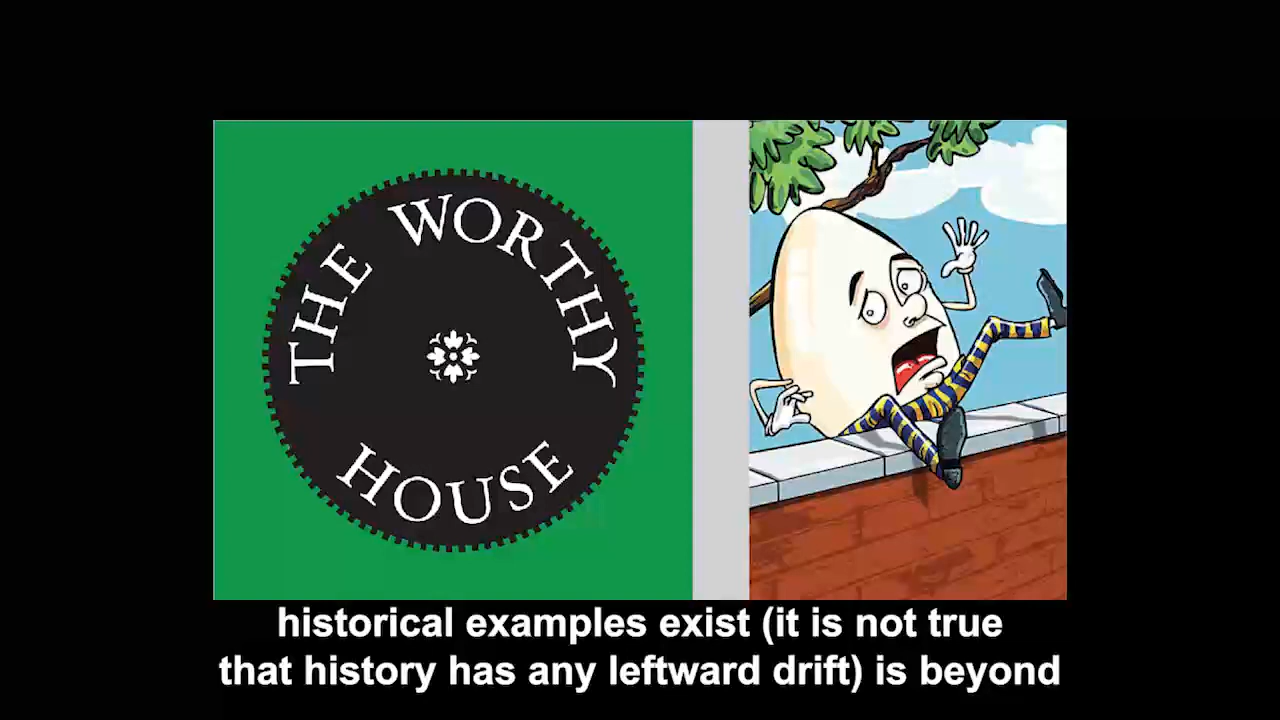 THE WORTHY
HOUSE
historical examples exist (it is not true
that history has any leftward drift) is beyond